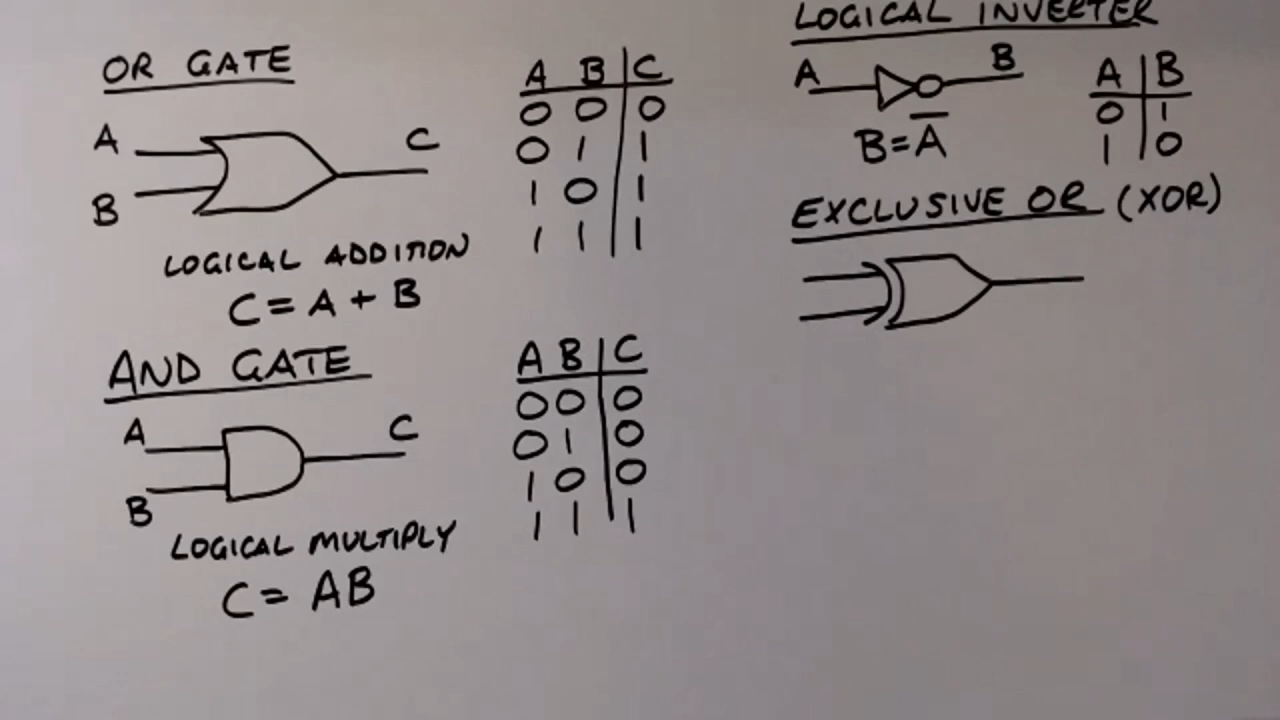 OR GATE
A
B
C
LOGICAL ADDITION
C = A + B
A B C
0 0 0
0 1 1
1 0 1
1 1 1
AND GATE
A
B
C
LOGICAL MULTIPLY
C = AB
A B C
0 0 0
0 1 0
1 0 0
1 1 1
LOGICAL INVERTER
A
B
B = A̅
A B
0 1
1 0
EXCLUSIVE OR (XOR)